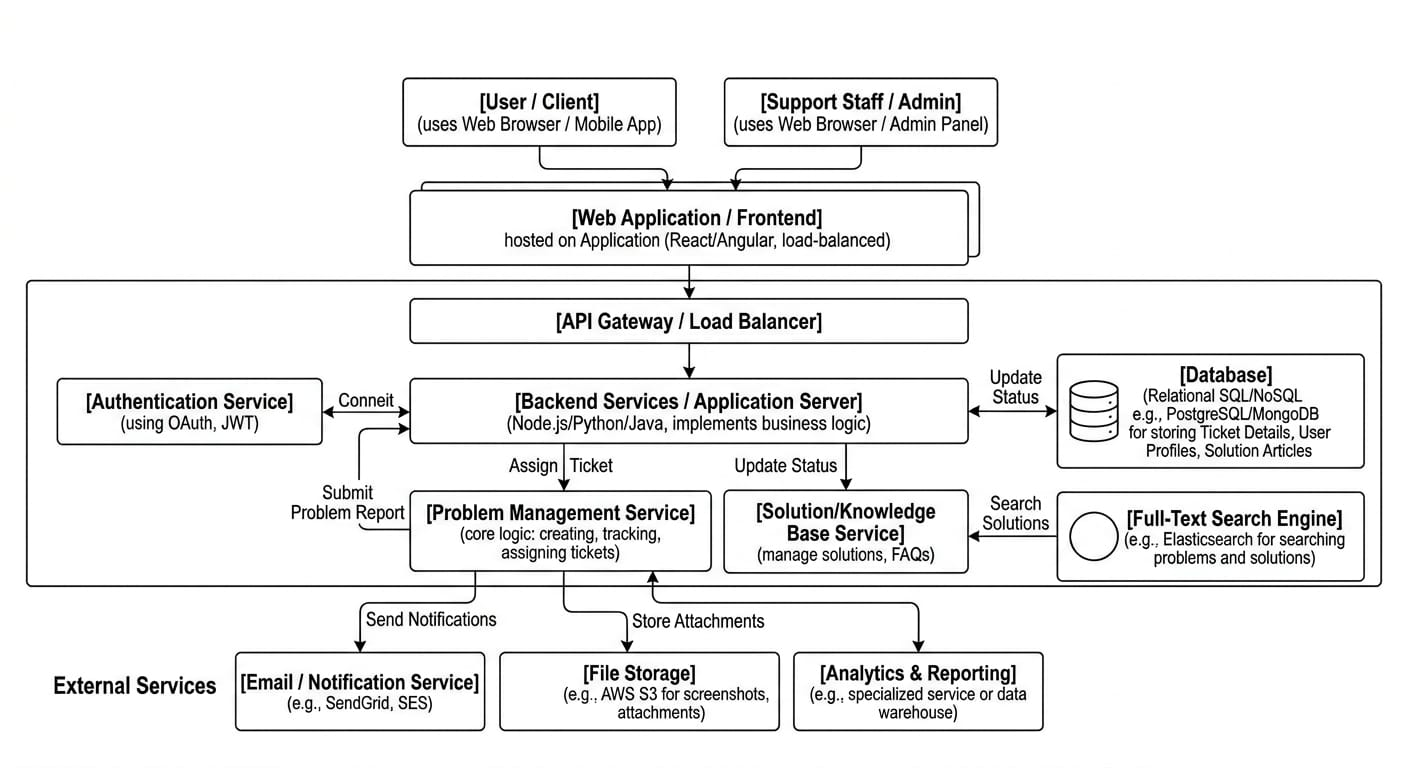 [User / Client]
(uses Web Browser / Mobile App)
[Support Staff / Admin]
(uses Web Browser / Admin Panel)
[Web Application / Frontend]
hosted on Application (React/Angular, load-balanced)
[API Gateway / Load Balancer]
[Authentication Service]
(using OAuth, JWT)
Conneit
[Backend Services / Application Server]
(Node.js/Python/Java, implements business logic)
Update
Status
[Database]
(Relational SQL/NoSQL
e.g., PostgreSQL/MongoDB
for storing Ticket Details, User
Profiles, Solution Articles
Assign Ticket
Update Status
Submit
Problem Report
[Problem Management Service]
(core logic: creating, tracking,
assigning tickets)
[Solution/Knowledge
Base Service]
(manage solutions, FAQs)
Search
Solutions
[Full-Text Search Engine]
(e.g., Elasticsearch for searching
problems and solutions)
Send Notifications
Store Attachments
External Services
[Email / Notification Service]
(e.g., SendGrid, SES)
[File Storage]
(e.g., AWS S3 for screenshots,
attachments)
[Analytics & Reporting]
(e.g., specialized service or data
warehouse)